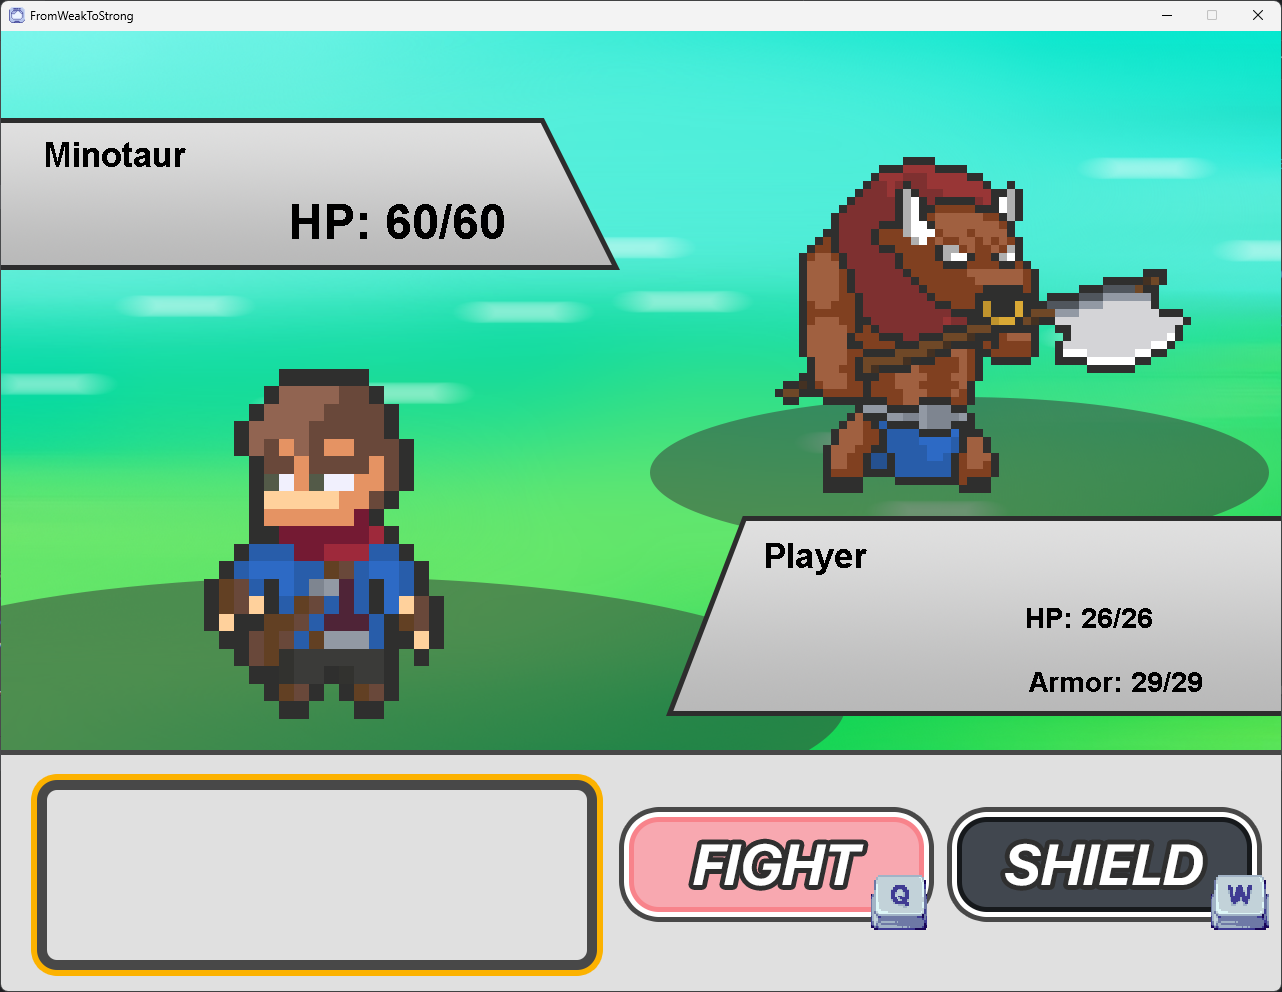 FromWeakToStrong
Minotaur
HP: 60/60
Player
HP: 26/26
Armor: 29/29
FIGHT
Q
SHIELD
W